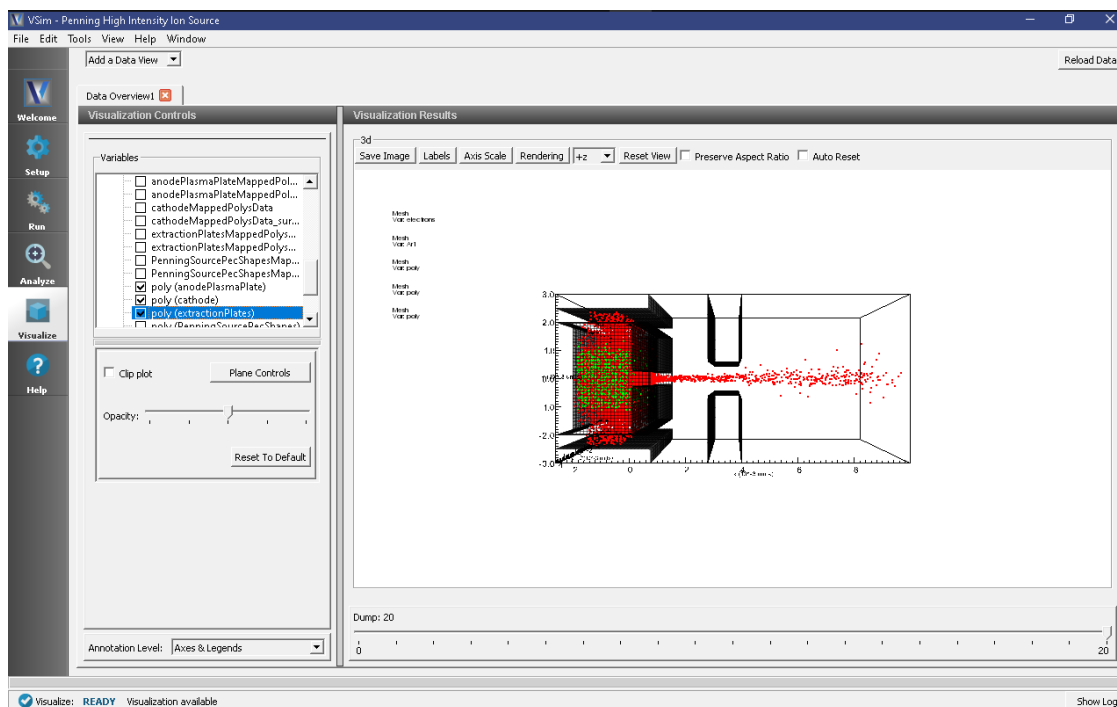 VSim - Penning High Intensity Ion Source
File Edit Tools View Help Window
Add a Data View
Reload Data
Data Overview1
Welcome
Setup
Run
Analyze
Visualize
Help
Visualization Controls
Variables
anodePlasmaPlateMappedPol...
anodePlasmaPlateMappedPol...
cathodeMappedPolysData
cathodeMappedPolysData_sur...
extractionPlatesMappedPolys...
extractionPlatesMappedPolys...
PenningSourcePecShapesMap...
PenningSourcePecShapesMap...
poly (anodePlasmaPlate)
poly (cathode)
poly (extractionPlates)
poly (PenningSourcePecShapes)
Clip plot
Plane Controls
Opacity:
Reset To Default
Annotation Level: Axes & Legends
Visualization Results
3d
Save Image Labels Axis Scale Rendering +z Reset View Preserve Aspect Ratio Auto Reset
Mesh
Var: electrons
Mesh
Var: Ar1
Mesh
Var: poly
Mesh
Var: poly
Mesh
Var: poly
3.0
2.0
1.0
1.0
-2.0
-3.0
2 0 2 4 6 8
Dump: 20
0 20
Visualize: READY Visualization available
Show Log